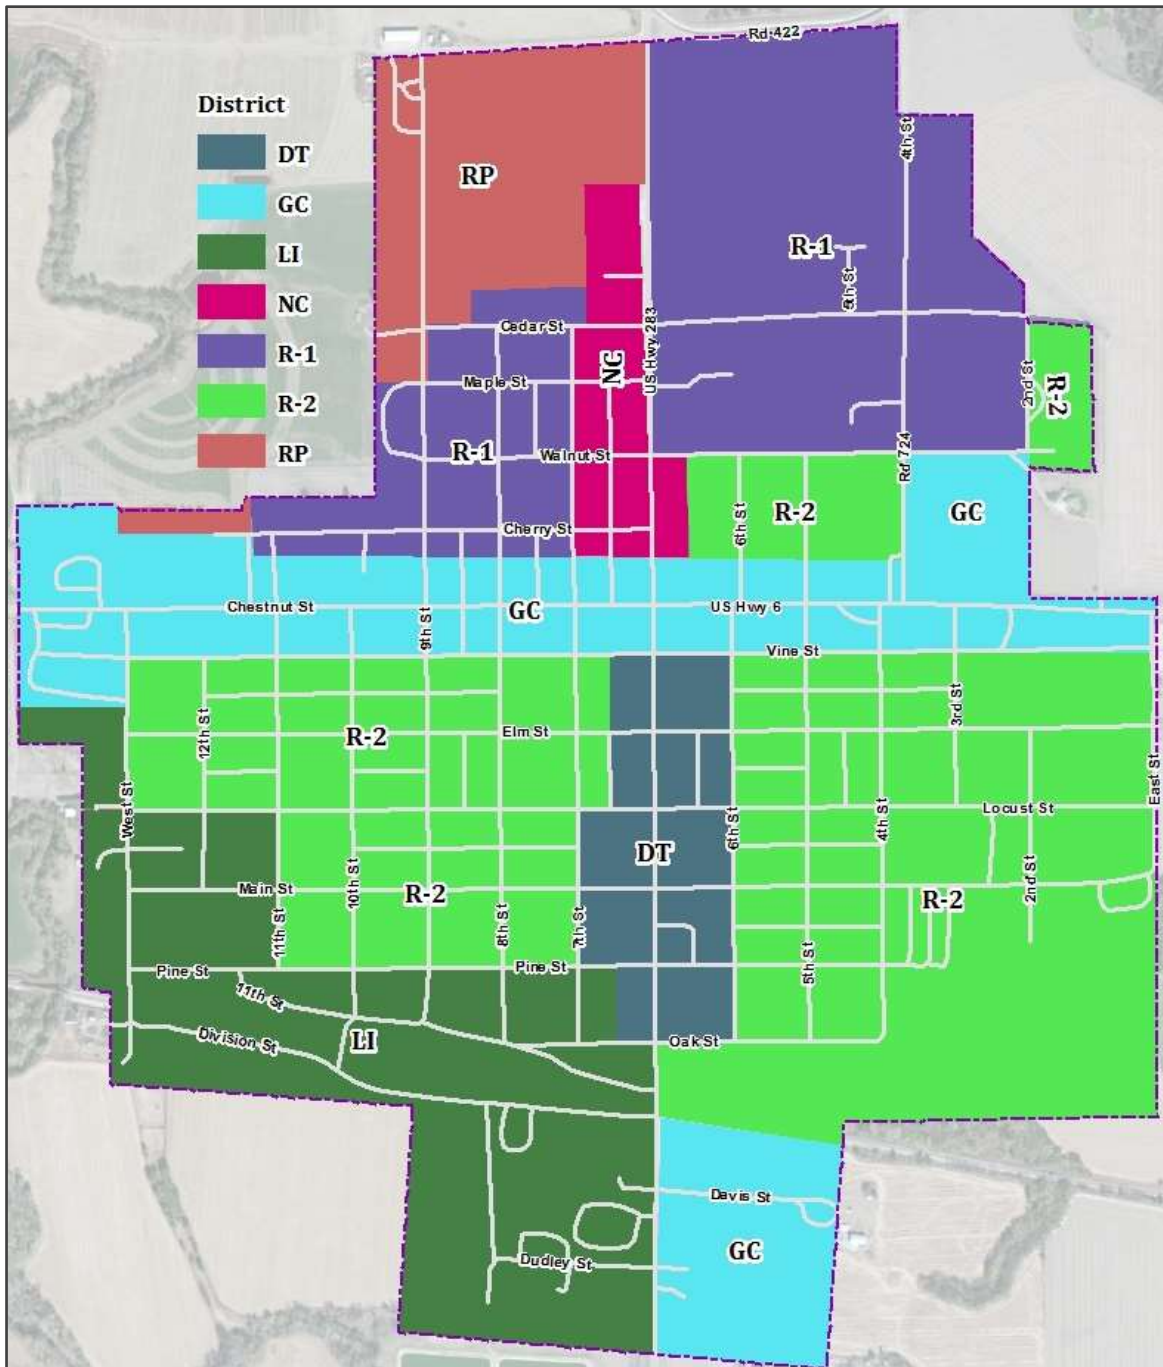 Rd 422
District
DT
GC
LI
NC
R-1
R-2
RP
RP
4th St
R-1
5th St
US Hwy 283
Cedar St
NC
Maple St
2nd St
R-2
R-1
Walnut St
Rd 724
R-2
GC
6th St
Cherry St
Chestnut St
GC
US Hwy 6
9th St
Vine St
12th St
R-2
Elm St
3rd St
East St
West St
Locust St
6th St
4th St
DT
10th St
Main St
R-2
R-2
2nd St
11th St
8th St
7th St
5th St
Pine St
Pine St
11th St
Division St
LI
Oak St
Davis St
GC
Dudley St